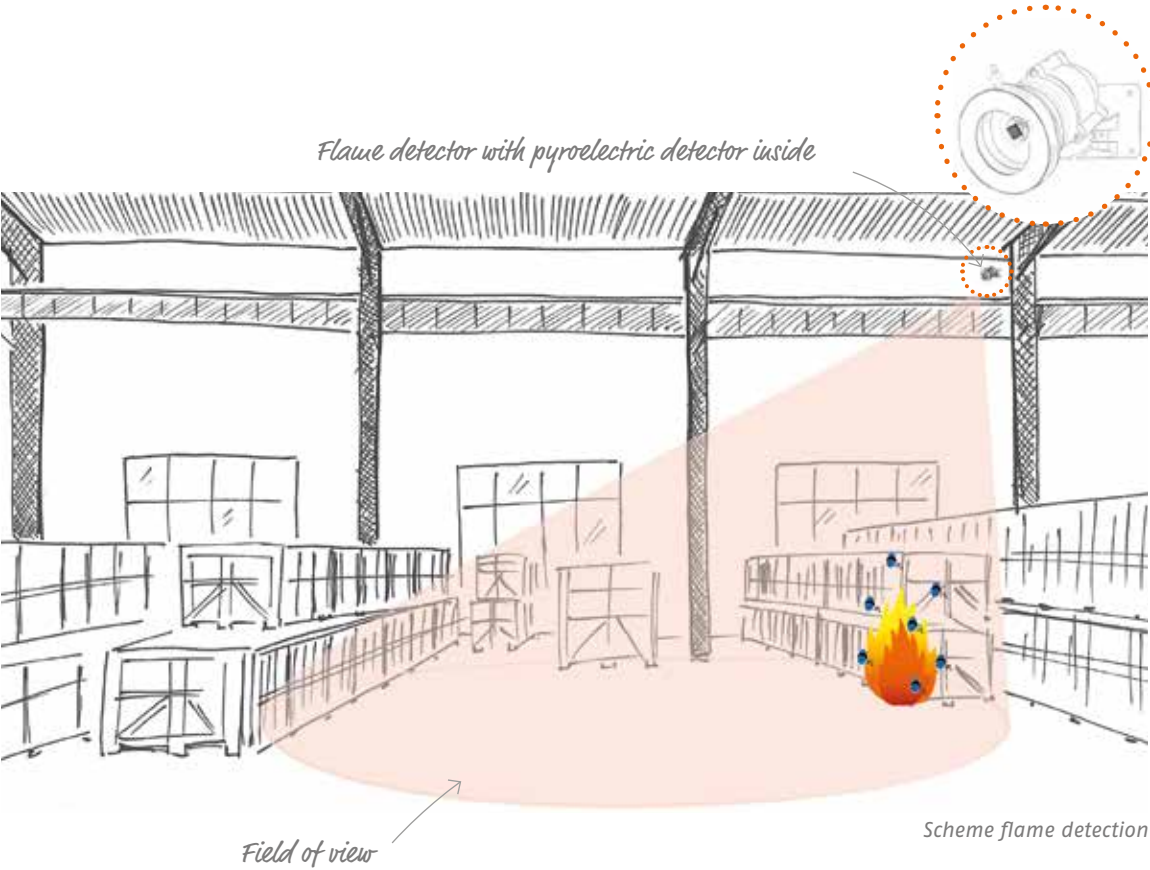 Flame detector with pyroelectric detector inside
Scheme flame detection
Field of view